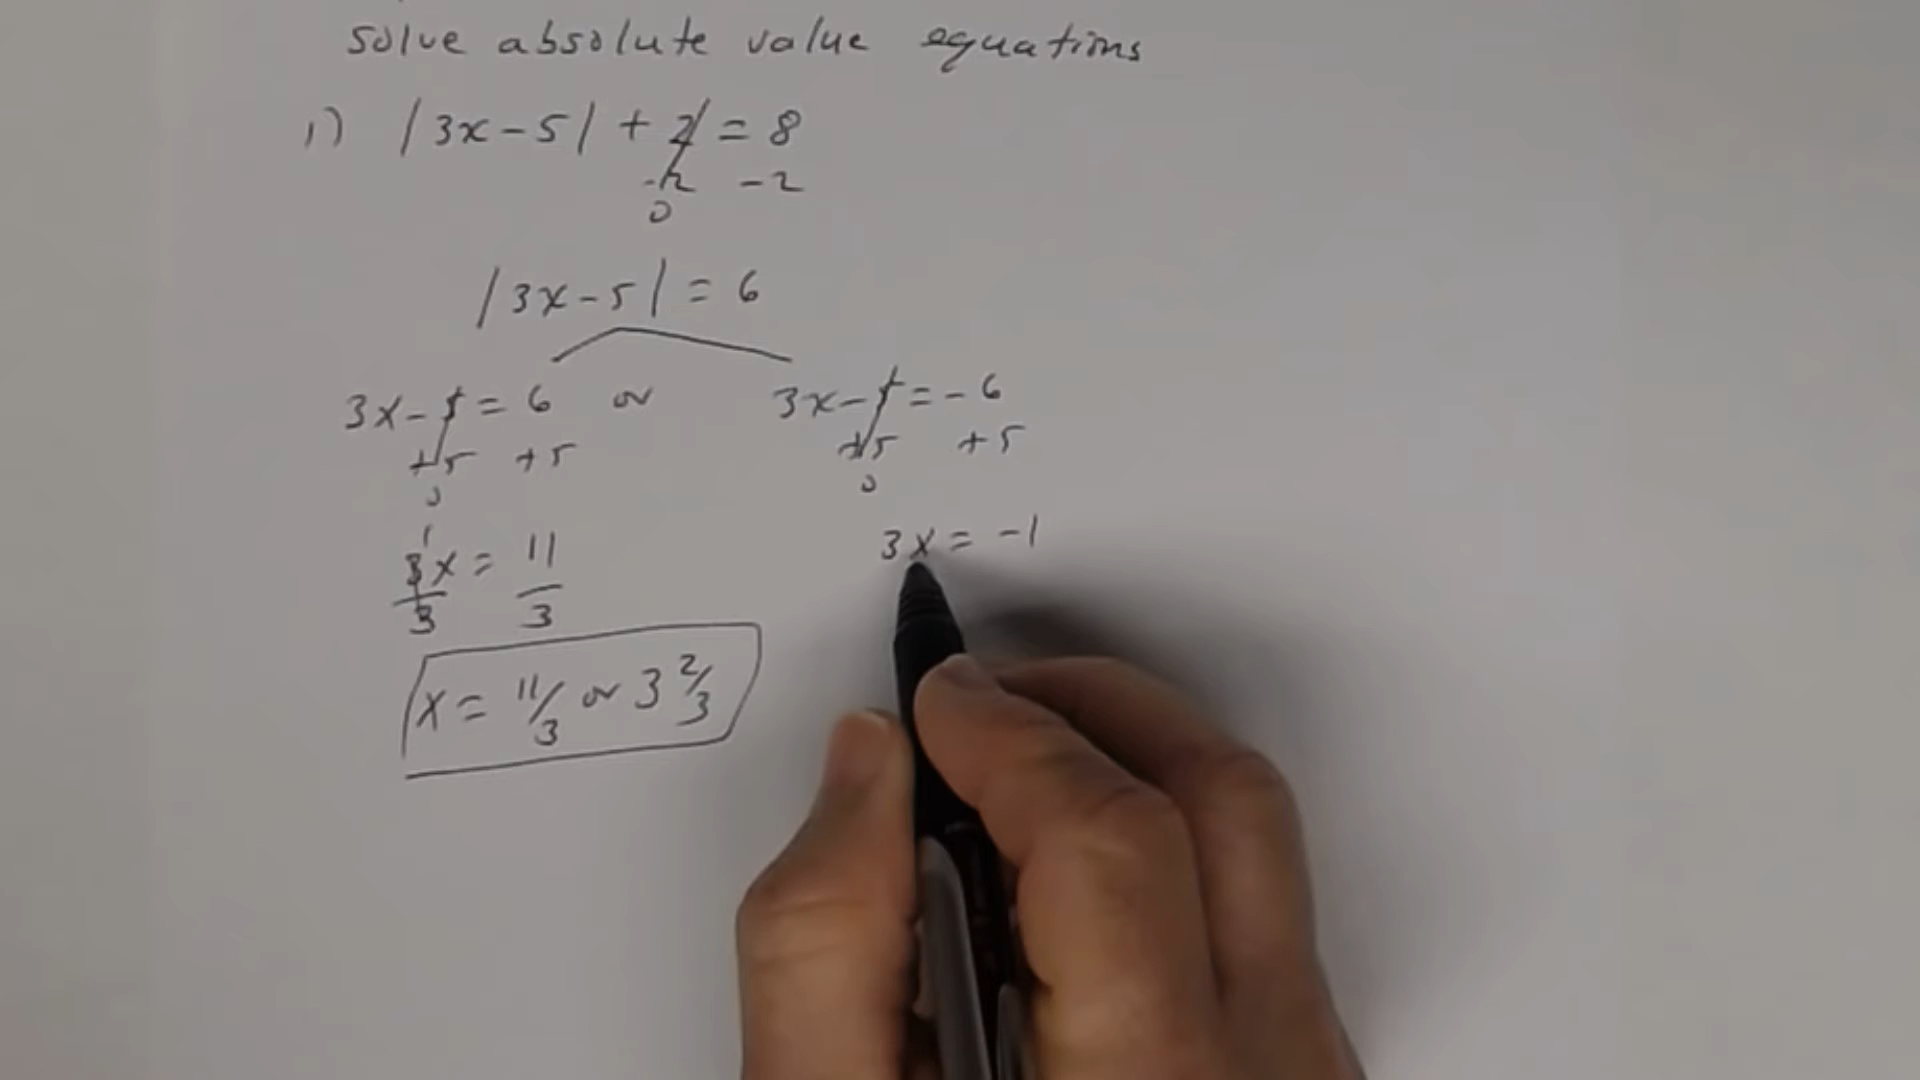 solve absolute value equations
1) |3x-5| + 2 = 8
-2 -2
0
|3x-5| = 6
3x-5 = 6 or 3x-5 = -6
+5 +5 +5 +5
0 0
1
3x = 11 3x = -1
3 3
x = 11/3 or 3 2/3